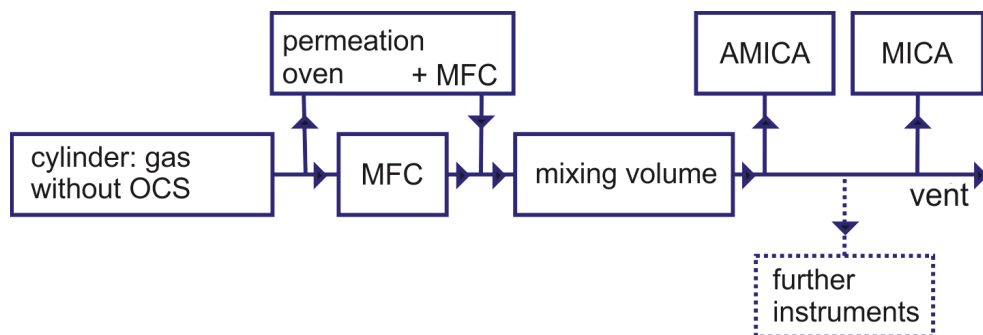 permeation
oven + MFC
AMICA
MICA
cylinder: gas
without OCS
MFC
mixing volume
vent
further
instruments